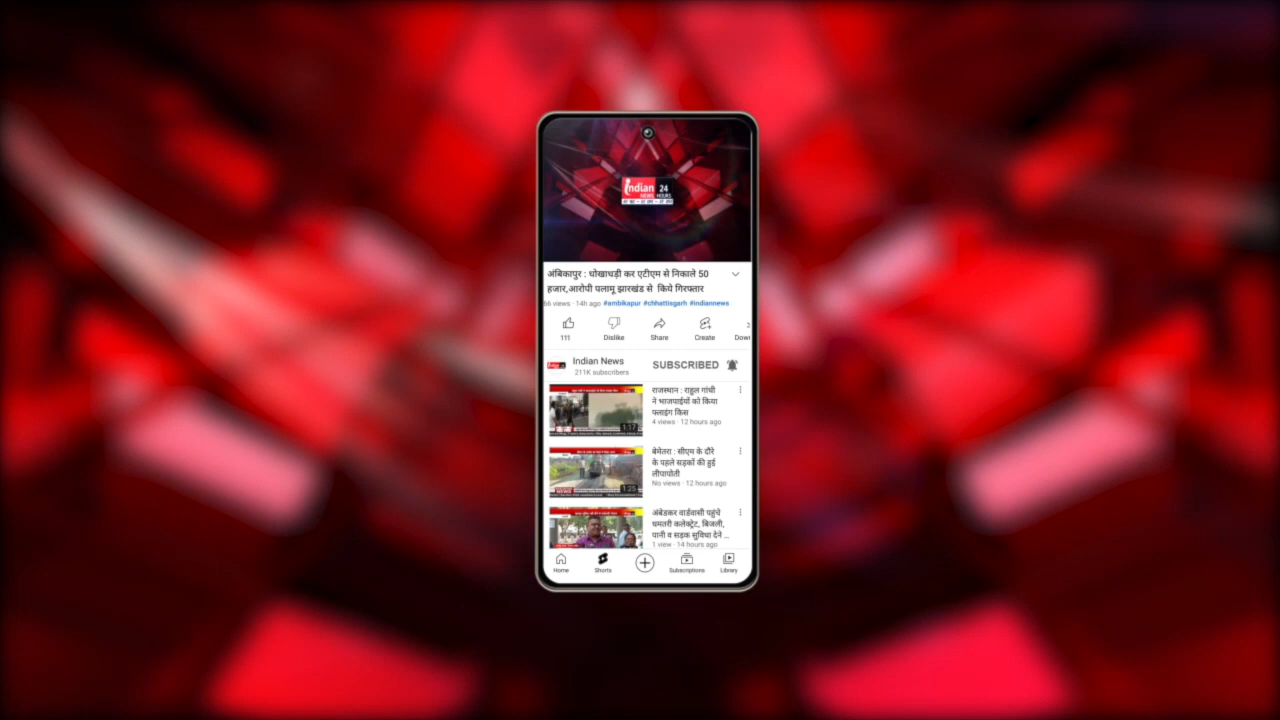 Indian
24
NEWS
HOURS
अंबिकापुर : धोखाधड़ी कर एटीएम से निकाले 50
हजार,आरोपी पलामू झारखंड से किये गिरफ्तार
66 views · 14h ago #ambikapur #chhattisgarh #indiannews
111
Dislike
Share
Create
Down
Indian News
211K subscribers
SUBSCRIBED
राजस्थान : राहुल गांधी
ने भाजपाईयों को किया
फ्लाइंग किस
4 views · 12 hours ago
1:17
बेमेतरा : सीएम के दौरे
के पहले सड़कों की हुई
लीपापोती
No views · 12 hours ago
1:25
अंबेडकर वार्डवासी पहुंचे
धमतरी कलेक्ट्रेट, बिजली,
पानी व सड़क सुविधा देने ...
1 view · 14 hours ago
Home
Shorts
Subscriptions
Library